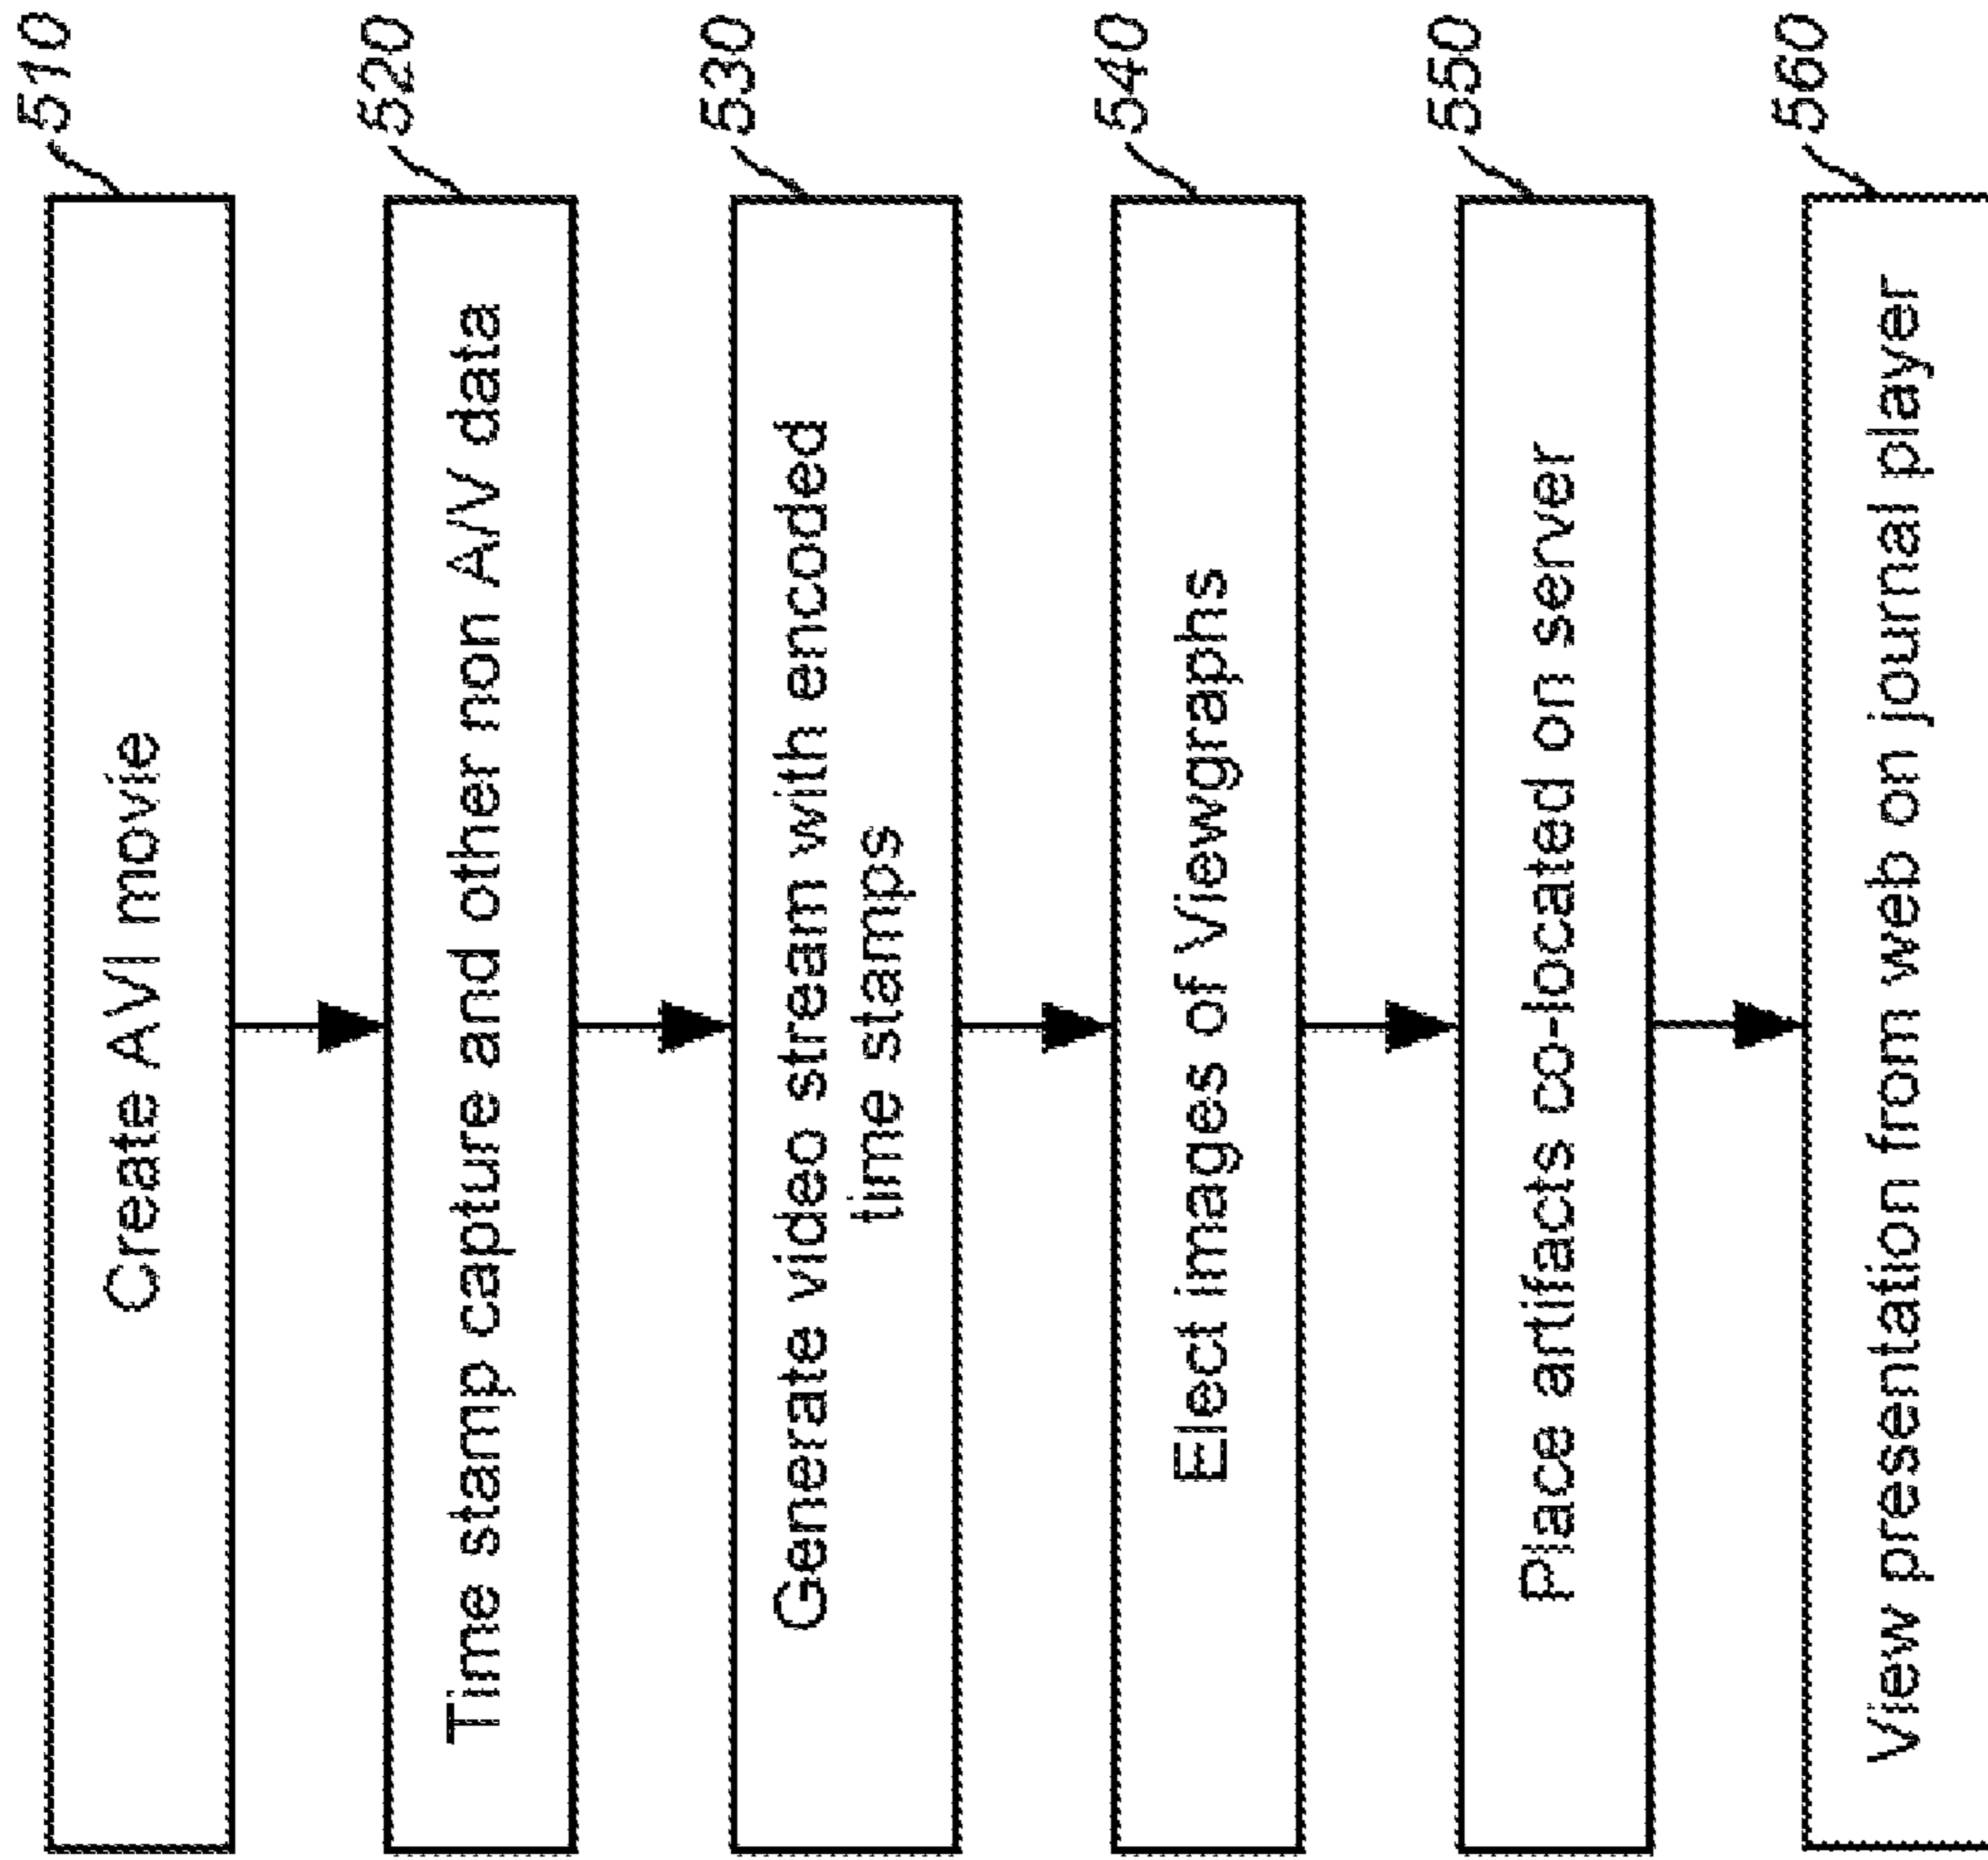 510
Create AVI movie
520
Time stamp capture and other non A/V data
530
Generate video stream with encoded
time stamps
540
Elect images of Viewgraphs
550
Place artifacts co-located on server
560
View presentation from web on journal player